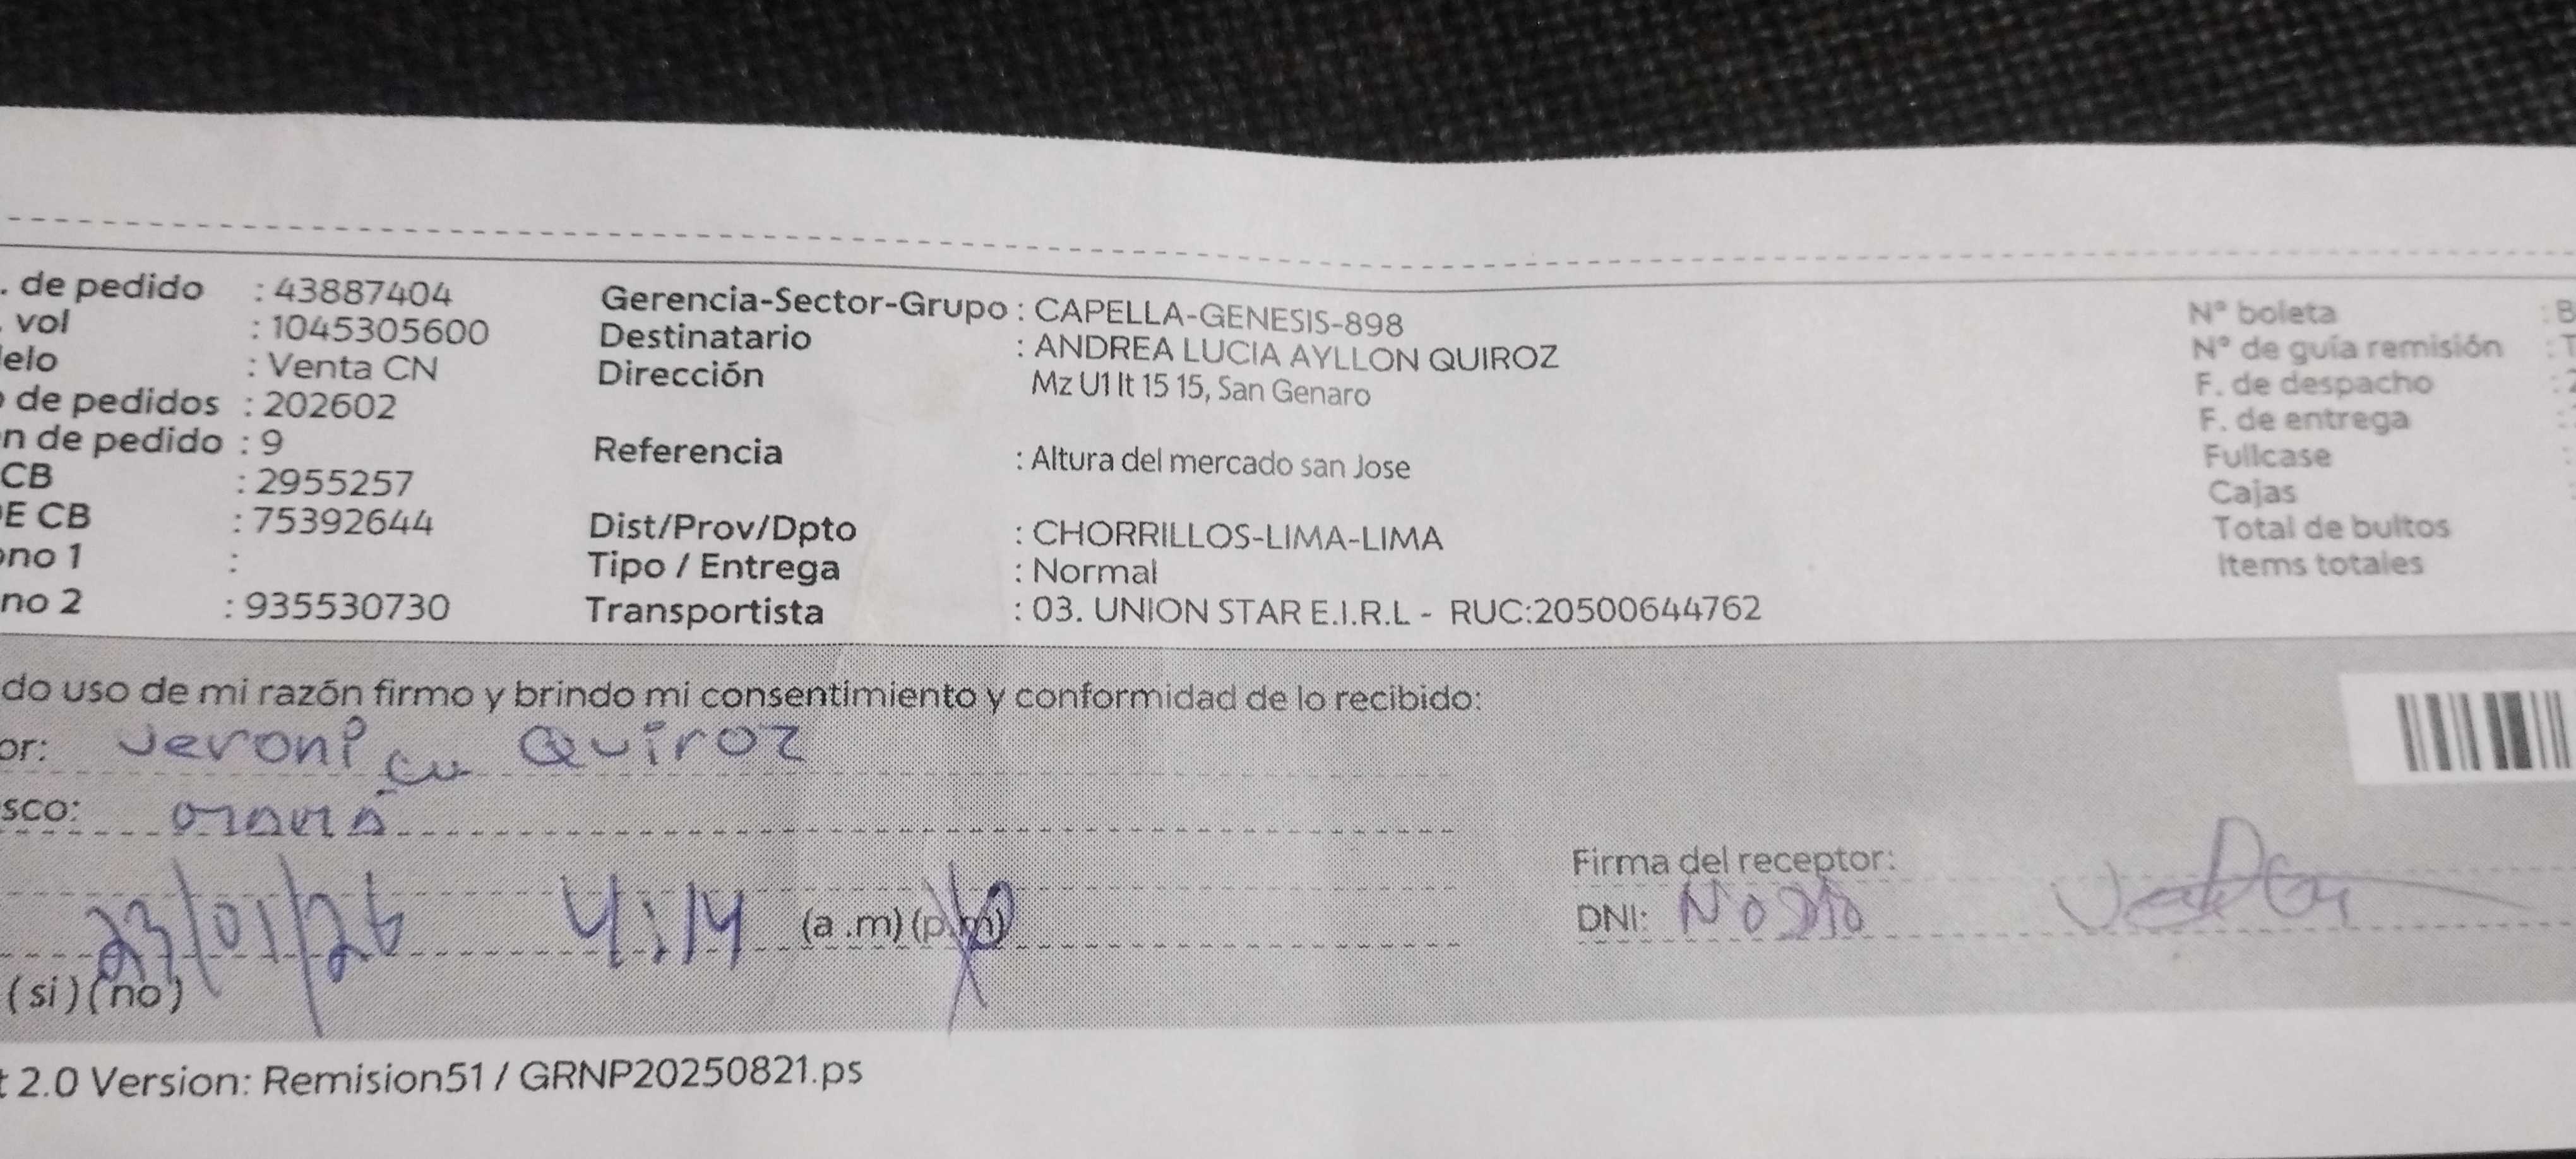 . de pedido : 43887404
. vol : 1045305600
elo : Venta CN
o de pedidos : 202602
n de pedido : 9
CB : 2955257
E CB : 75392644
ono 1 :
no 2 : 935530730
Gerencia-Sector-Grupo : CAPELLA-GENESIS-898
Destinatario : ANDREA LUCIA AYLLON QUIROZ
Dirección Mz U1 lt 15 15, San Genaro
Referencia : Altura del mercado san Jose
Dist/Prov/Dpto : CHORRILLOS-LIMA-LIMA
Tipo / Entrega : Normal
Transportista : 03. UNION STAR E.I.R.L - RUC:20500644762
N° boleta : B
N° de guía remisión : T
F. de despacho : 2
F. de entrega :
Fullcase :
Cajas
Total de bultos
Items totales
do uso de mi razón firmo y brindo mi consentimiento y conformidad de lo recibido:
or: Veronica Quiroz
sco:
23/01/26 4:14 (a .m) (p.m)
(si) (no)
Firma del receptor:
DNI: No dio
t 2.0 Version: Remision51 / GRNP20250821.ps